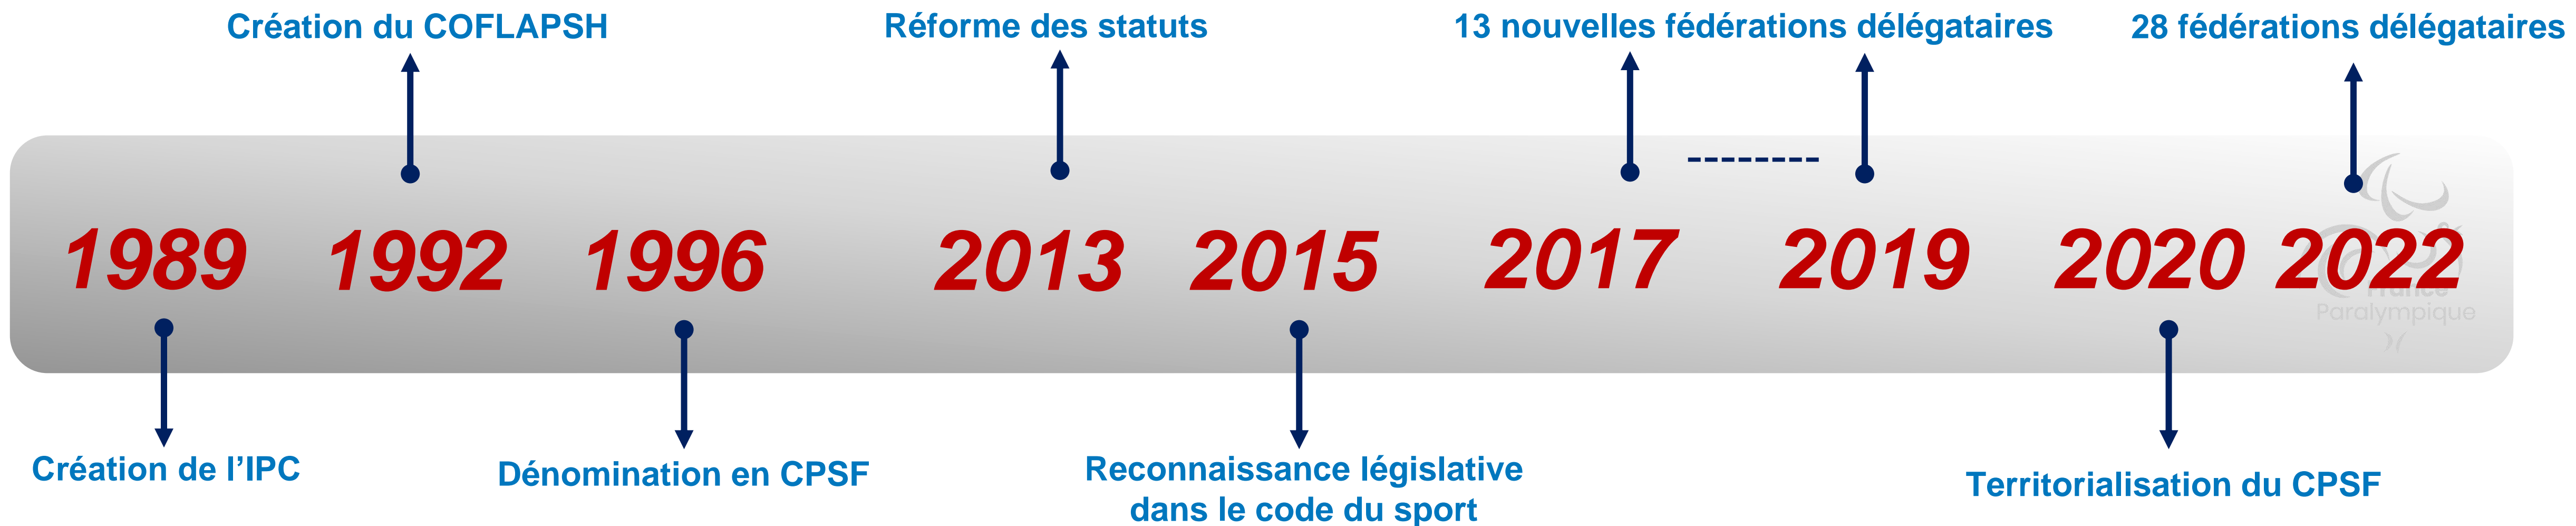 Création du COFLAPSH
Réforme des statuts
13 nouvelles fédérations délégataires
28 fédérations délégataires
1989
1992
1996
2013
2015
2017
2019
2020
2022
France
Paralympique
Création de l’IPC
Dénomination en CPSF
Reconnaissance législative
dans le code du sport
Territorialisation du CPSF